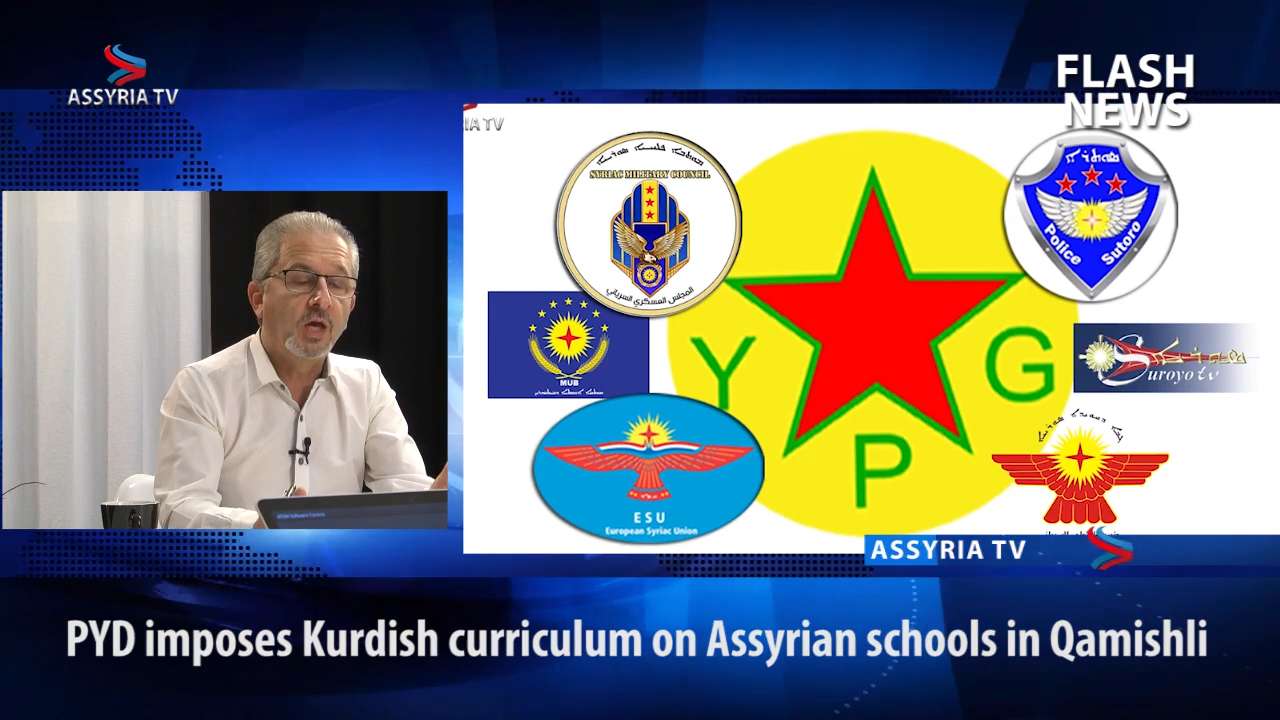 ASSYRIA TV
FLASH
NEWS
IA TV
SYRIAC MILITARY COUNCIL
المجلس العسكري السرياني
Police Sutoro
MUB
Suroyo tv
Y P G
E S U
European Syriac Union
ASSYRIA TV
PYD imposes Kurdish curriculum on Assyrian schools in Qamishli